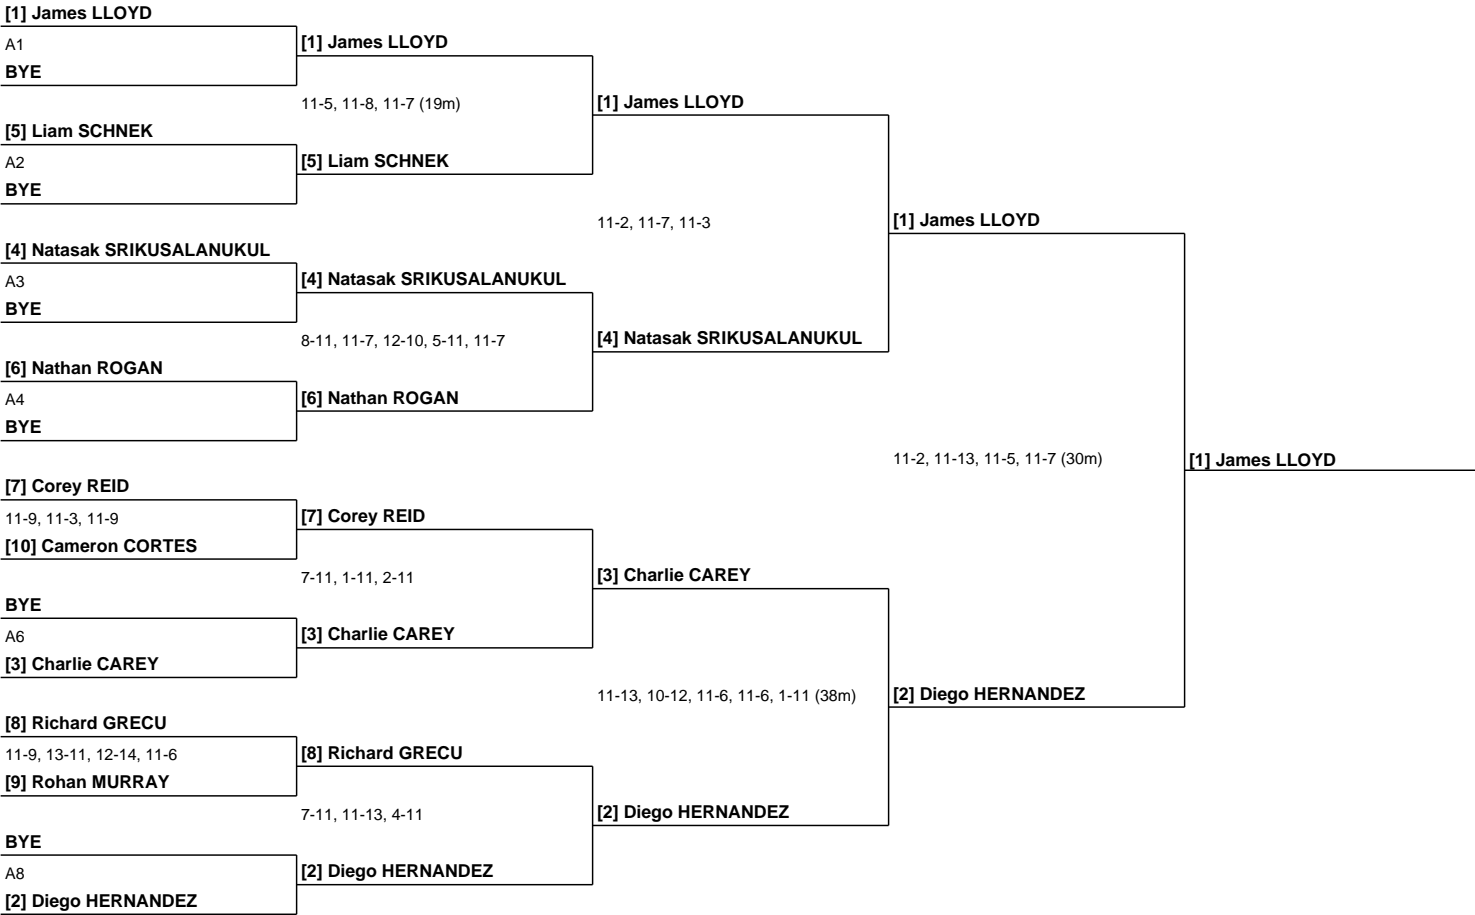 [1] James LLOYD
A1
BYE
[5] Liam SCHNEK
A2
BYE
[4] Natasak SRIKUSALANUKUL
A3
BYE
[6] Nathan ROGAN
A4
BYE
[7] Corey REID
11-9, 11-3, 11-9
[10] Cameron CORTES
BYE
A6
[3] Charlie CAREY
[8] Richard GRECU
11-9, 13-11, 12-14, 11-6
[9] Rohan MURRAY
BYE
A8
[2] Diego HERNANDEZ
[1] James LLOYD
11-5, 11-8, 11-7 (19m)
[5] Liam SCHNEK
[4] Natasak SRIKUSALANUKUL
8-11, 11-7, 12-10, 5-11, 11-7
[6] Nathan ROGAN
[7] Corey REID
7-11, 1-11, 2-11
[3] Charlie CAREY
[8] Richard GRECU
7-11, 11-13, 4-11
[2] Diego HERNANDEZ
[1] James LLOYD
11-2, 11-7, 11-3
[4] Natasak SRIKUSALANUKUL
[3] Charlie CAREY
11-13, 10-12, 11-6, 11-6, 1-11 (38m)
[2] Diego HERNANDEZ
[1] James LLOYD
11-2, 11-13, 11-5, 11-7 (30m)
[2] Diego HERNANDEZ
[1] James LLOYD